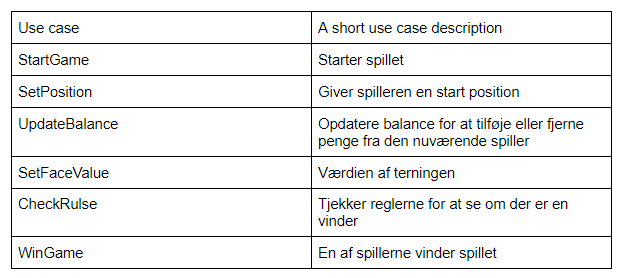 Use case A short use case description
StartGame Starter spillet
SetPosition Giver spilleren en start position
UpdateBalance Opdatere balance for at tilføje eller fjerne
penge fra den nuværende spiller
SetFaceValue Værdien af terningen
CheckRulse Tjekker reglerne for at se om der er en
vinder
WinGame En af spillerne vinder spillet